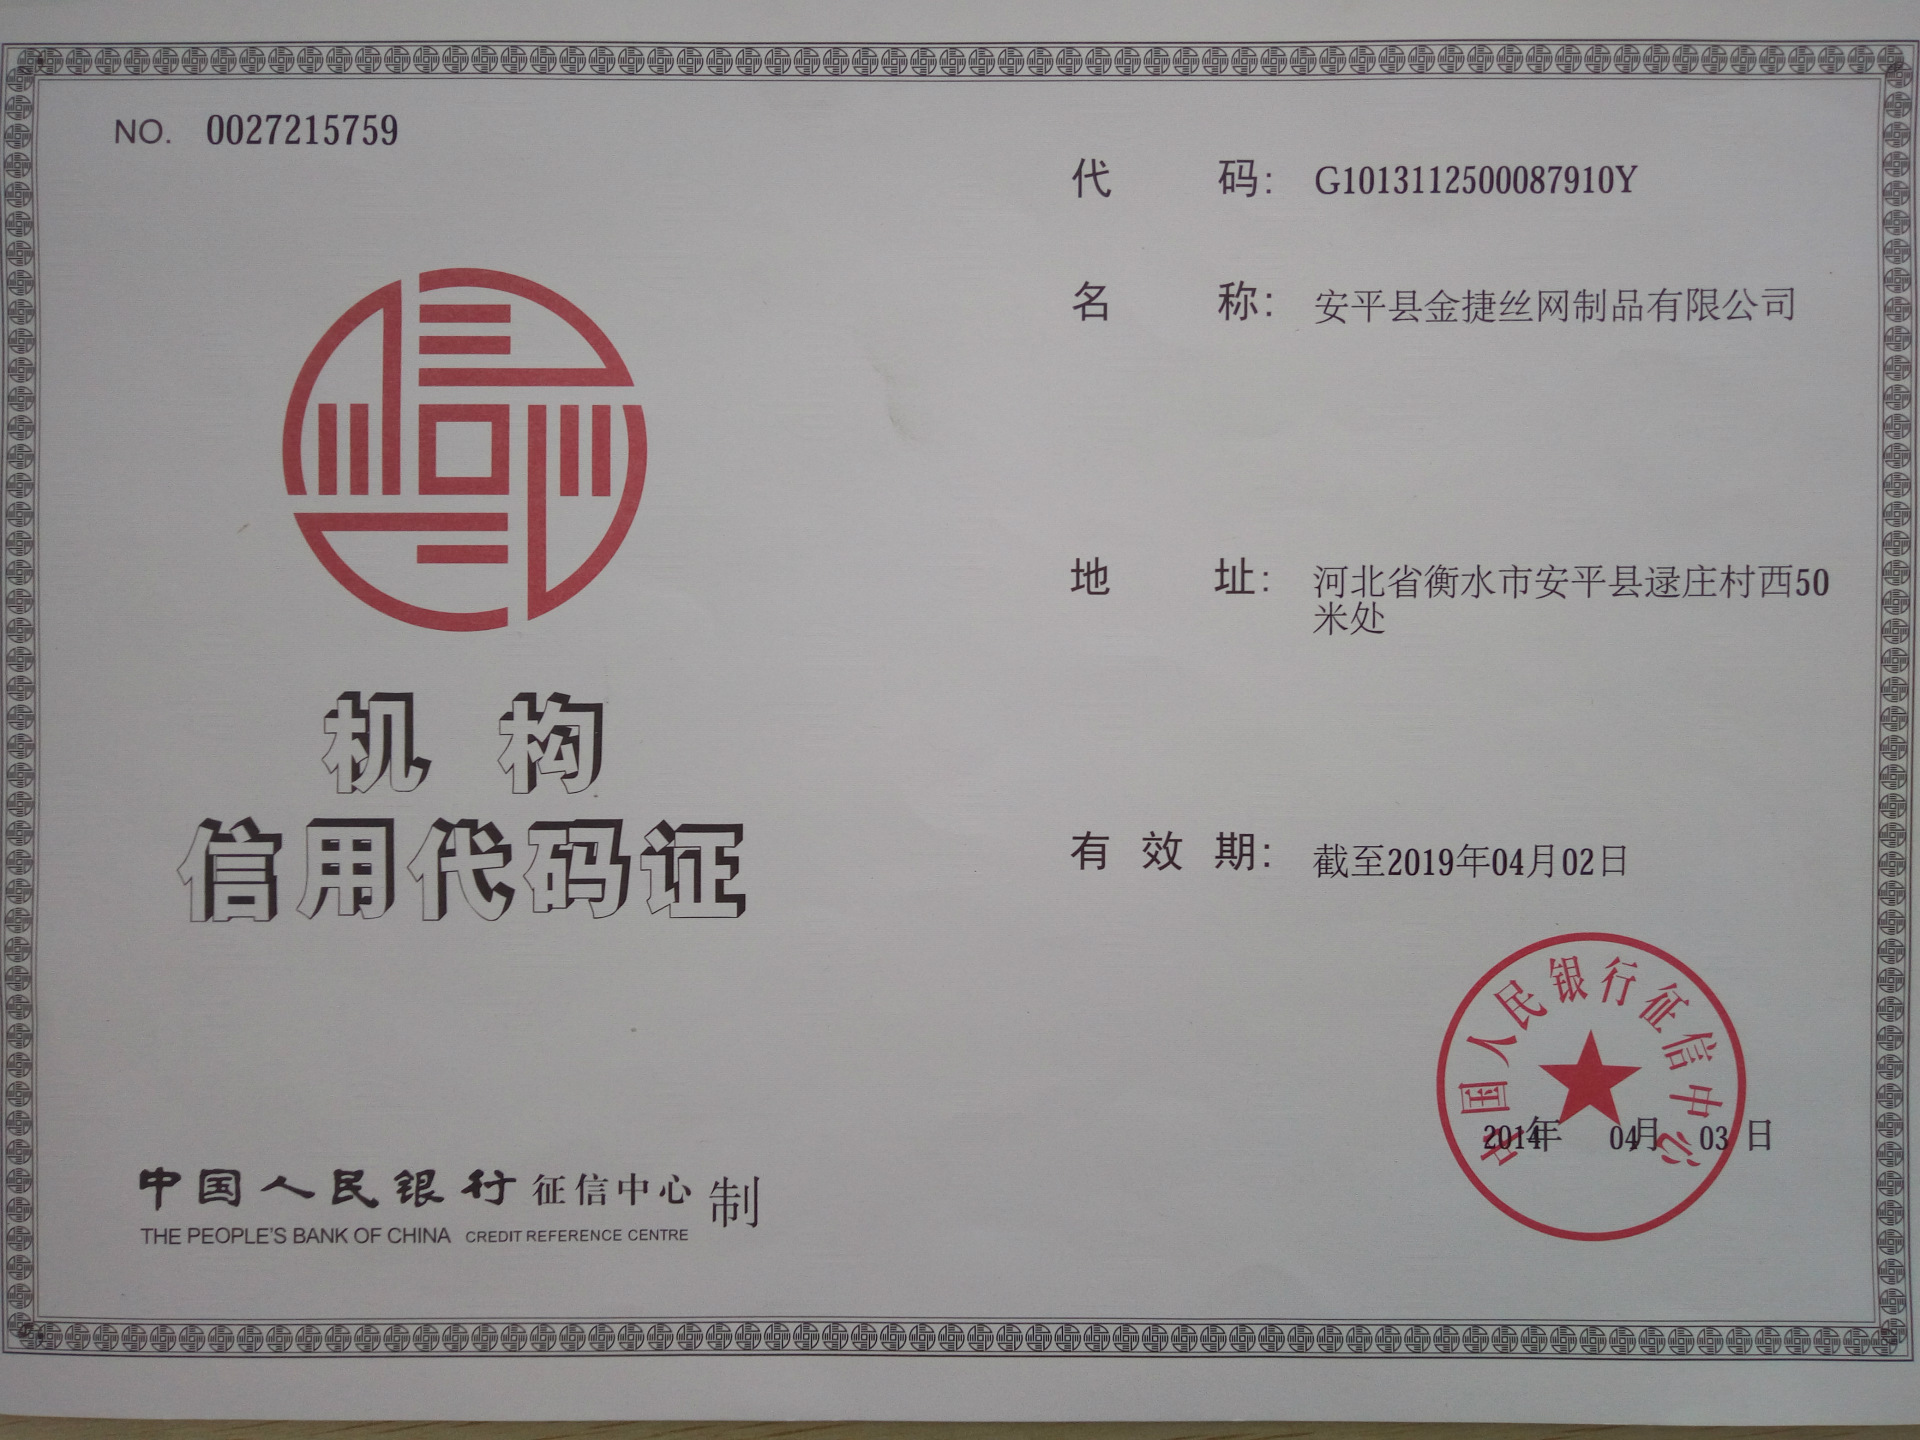 NO. 0027215759
机 构
信用代码证
中国人民银行 征信中心 制
THE PEOPLE'S BANK OF CHINA CREDIT REFERENCE CENTRE
代 码: G1013112500087910Y
名 称: 安平县金捷丝网制品有限公司
地 址: 河北省衡水市安平县逯庄村西50
米处
有 效 期: 截至2019年04月02日
中国人民银行征信中心
2014年 04月 03 日